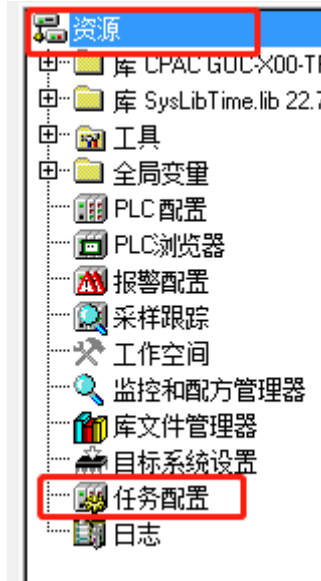 资源
库 CPAC GUC-X00-T
库 SysLibTime.lib 22.
工具
全局变量
PLC 配置
PLC浏览器
报警配置
采样跟踪
工作空间
监控和配方管理器
库文件管理器
目标系统设置
任务配置
日志